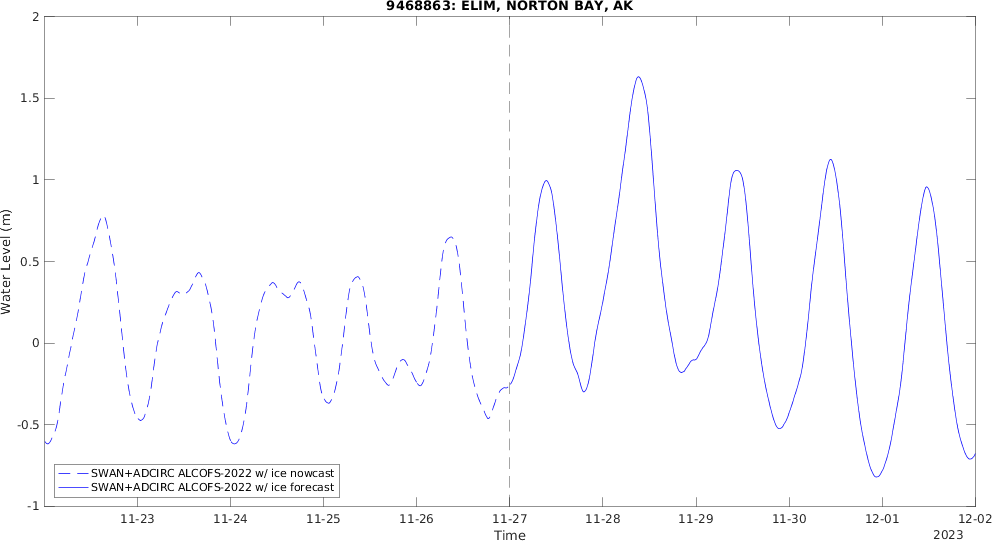 9468863: ELIM, NORTON BAY, AK
Water Level (m)
2
1.5
1
0.5
0
-0.5
-1
SWAN+ADCIRC ALCOFS-2022 w/ ice nowcast
SWAN+ADCIRC ALCOFS-2022 w/ ice forecast
11-23 11-24 11-25 11-26 11-27 11-28 11-29 11-30 12-01 12-02
Time
2023